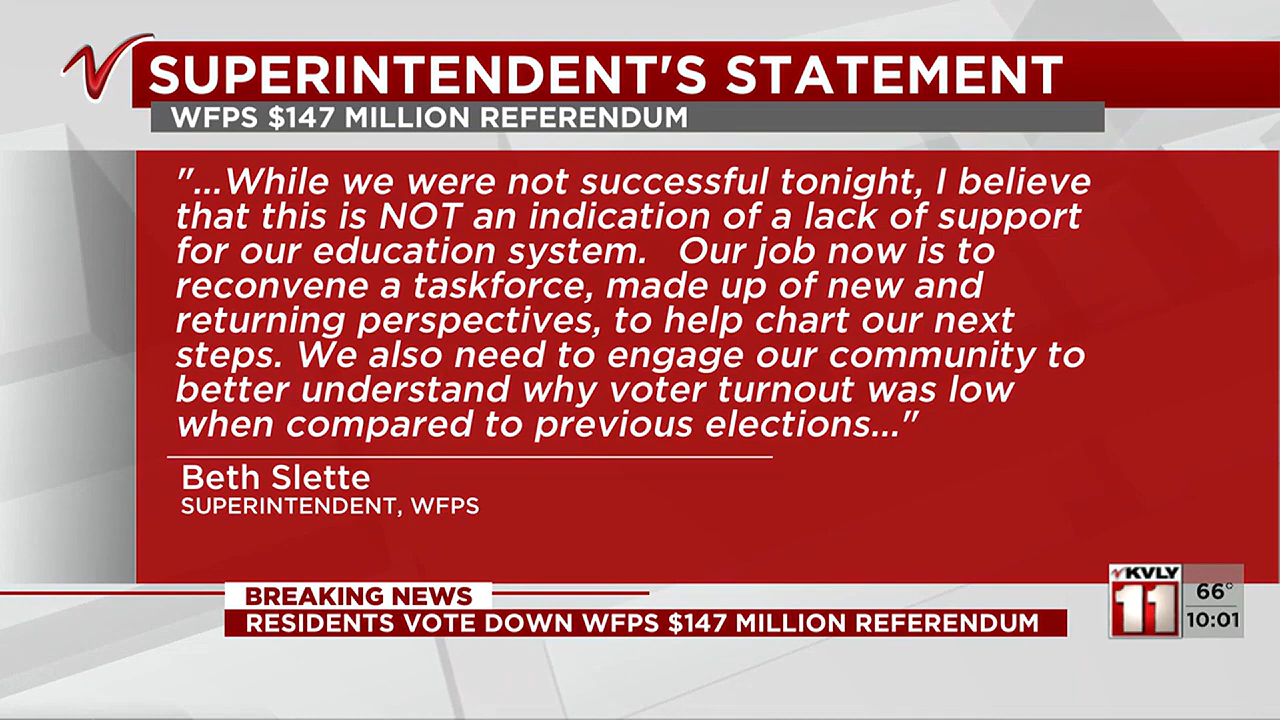 SUPERINTENDENT'S STATEMENT
WFPS $147 MILLION REFERENDUM
"...While we were not successful tonight, I believe
that this is NOT an indication of a lack of support
for our education system.   Our job now is to
reconvene a taskforce, made up of new and
returning perspectives, to help chart our next
steps. We also need to engage our community to
better understand why voter turnout was low
when compared to previous elections..."
Beth Slette
SUPERINTENDENT, WFPS
BREAKING NEWS
RESIDENTS VOTE DOWN WFPS $147 MILLION REFERENDUM
KVLY
11
66°
10:01